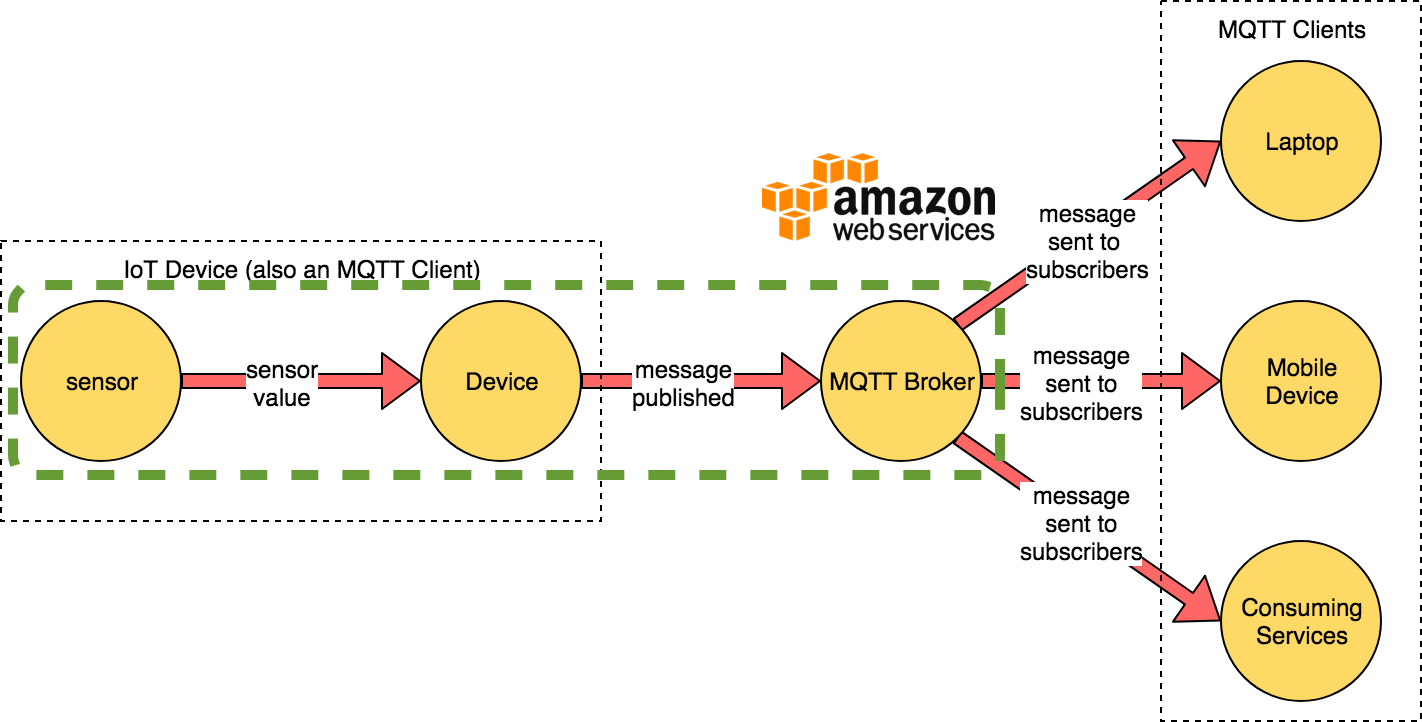 MQTT Clients
Laptop
amazon
web services
message
sent to
subscribers
IoT Device (also an MQTT Client)
sensor
sensor
value
Device
message
published
MQTT Broker
message
sent to
subscribers
Mobile
Device
message
sent to
subscribers
Consuming
Services